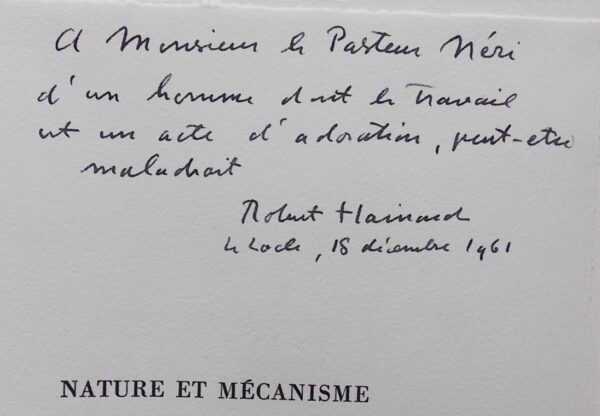 A Monsieur le Pasteur Néri
d'un homme dont le travail
est un acte d'adoration, peut-être
maladroit
Robert Hainard
Le Locle, 18 décembre 1961
NATURE ET MÉCANISME